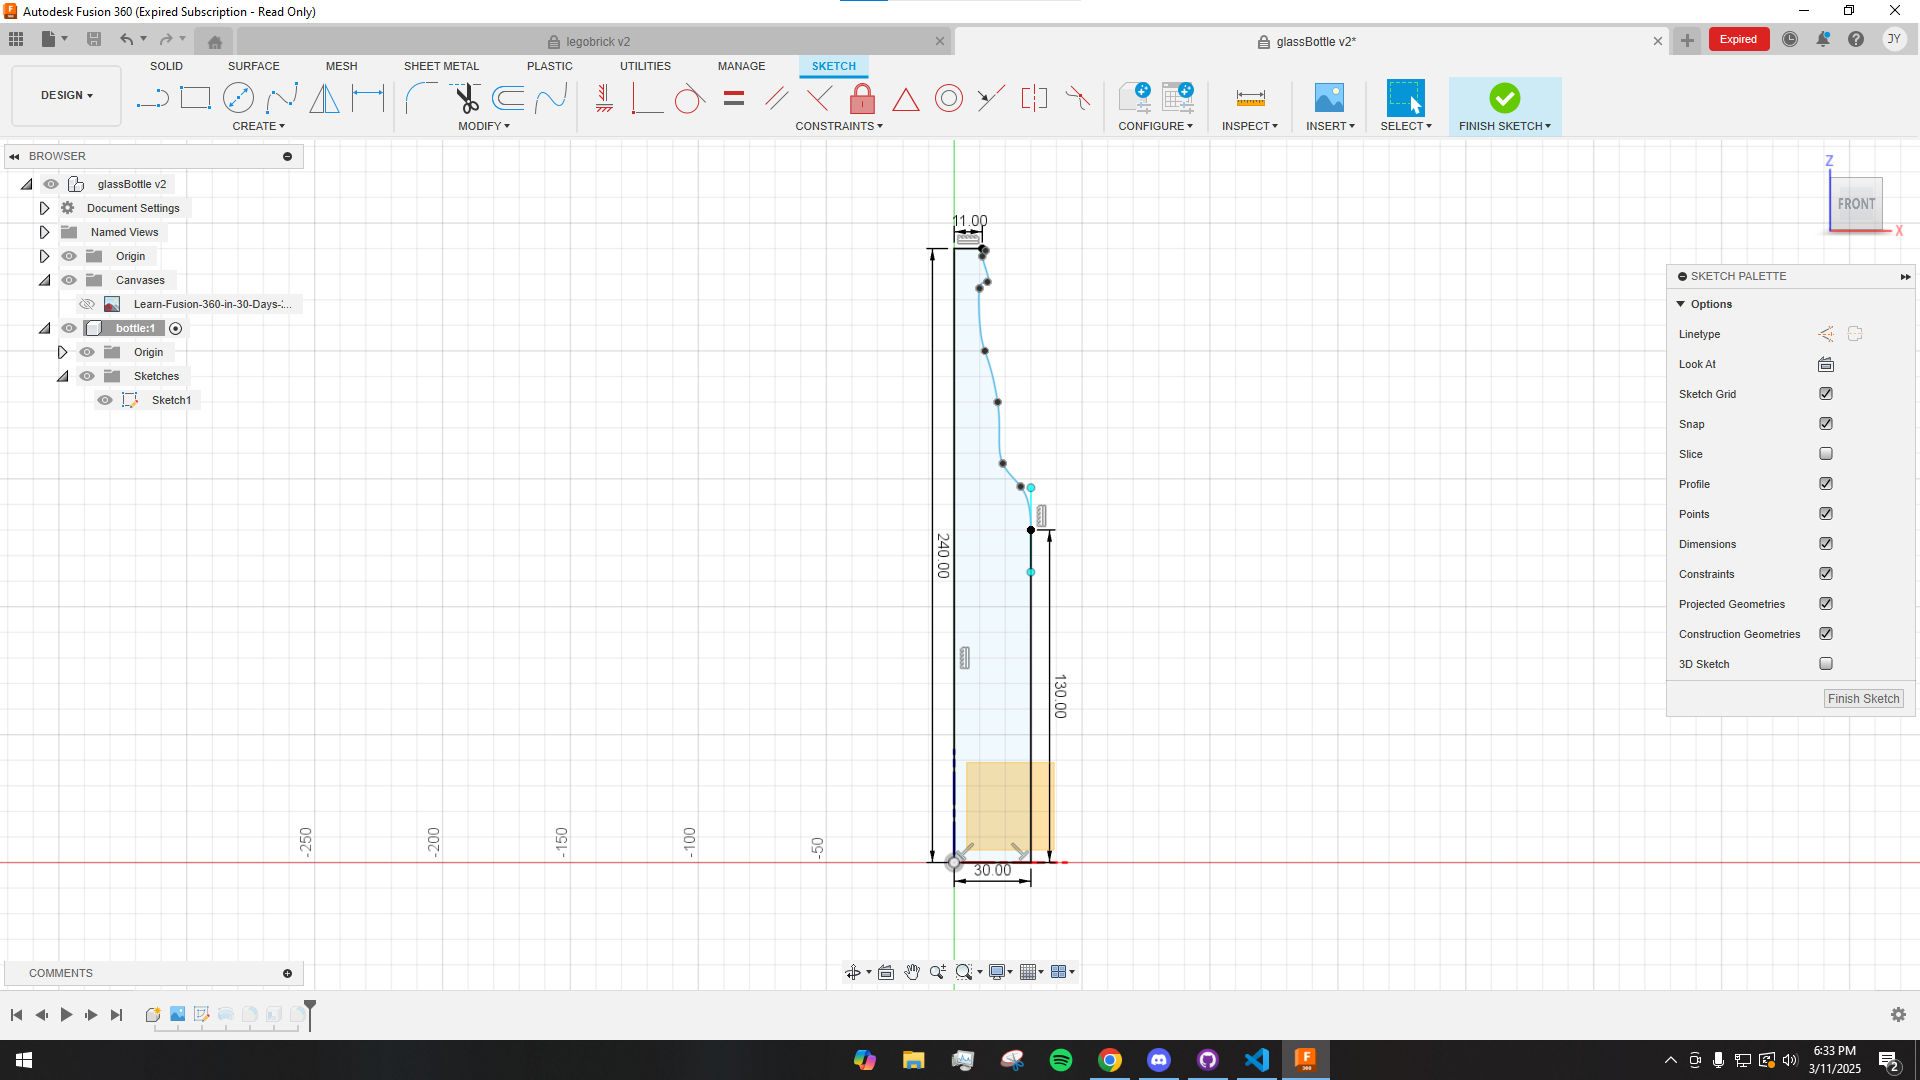 Autodesk Fusion 360 (Expired Subscription - Read Only)
legobrick v2
glassBottle v2*
Expired
JY
DESIGN
SOLID
SURFACE
MESH
SHEET METAL
PLASTIC
UTILITIES
MANAGE
SKETCH
CREATE
MODIFY
CONSTRAINTS
CONFIGURE
INSPECT
INSERT
SELECT
FINISH SKETCH
BROWSER
glassBottle v2
Document Settings
Named Views
Origin
Canvases
Learn-Fusion-360-in-30-Days-:...
bottle:1
Origin
Sketches
Sketch1
Z
FRONT
X
SKETCH PALETTE
Options
Linetype
Look At
Sketch Grid
Snap
Slice
Profile
Points
Dimensions
Constraints
Projected Geometries
Construction Geometries
3D Sketch
Finish Sketch
11.00
240.00
130.00
30.00
-250
-200
-150
-100
-50
COMMENTS
F
360
6:33 PM
3/11/2025
2